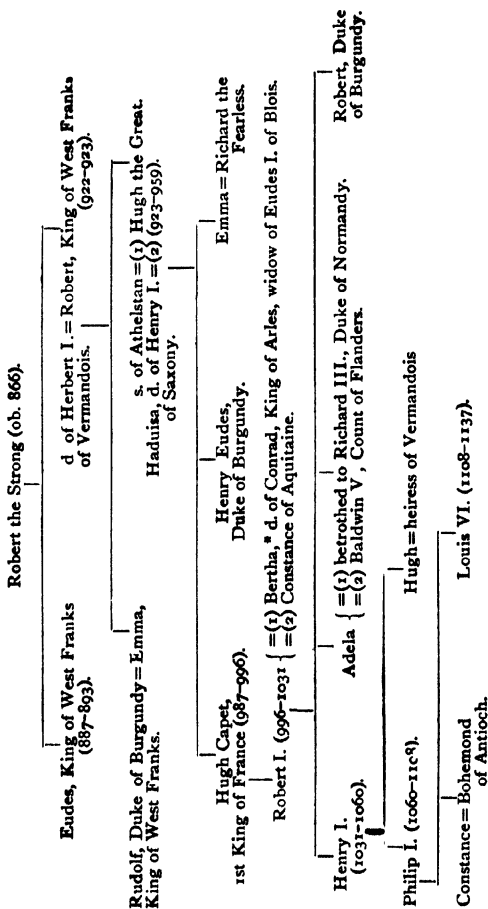 Robert the Strong (ob. 866).
Eudes, King of West Franks
(887-893).
d of Herbert I. = Robert, King of West Franks
of Vermandois. (922-923).
Rudolf, Duke of Burgundy = Emma,
King of West Franks.
s. of Athelstan = (1) Hugh the Great.
Haduisa, d. of Henry I. = (2) (923-959).
of Saxony.
Hugh Capet,
1st King of France (987-996).
Henry Eudes,
Duke of Burgundy.
Emma = Richard the
Fearless.
Robert I. (996-1031 { = (1) Bertha,* d. of Conrad, King of Arles, widow of Eudes I. of Blois.
= (2) Constance of Aquitaine.
Henry I.
(1031-1060).
Adela { = (1) betrothed to Richard III., Duke of Normandy.
= (2) Baldwin V, Count of Flanders.
Robert, Duke
of Burgundy.
Philip I. (1060-1108).
Hugh = heiress of Vermandois
Constance = Bohemond
of Antioch.
Louis VI. (1108-1137).